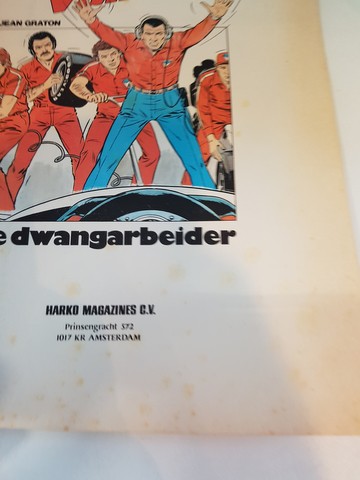 JEAN GRATON
e dwangarbeider
HARKO MAGAZINES C.V.
Prinsengracht 372
1017 KR AMSTERDAM